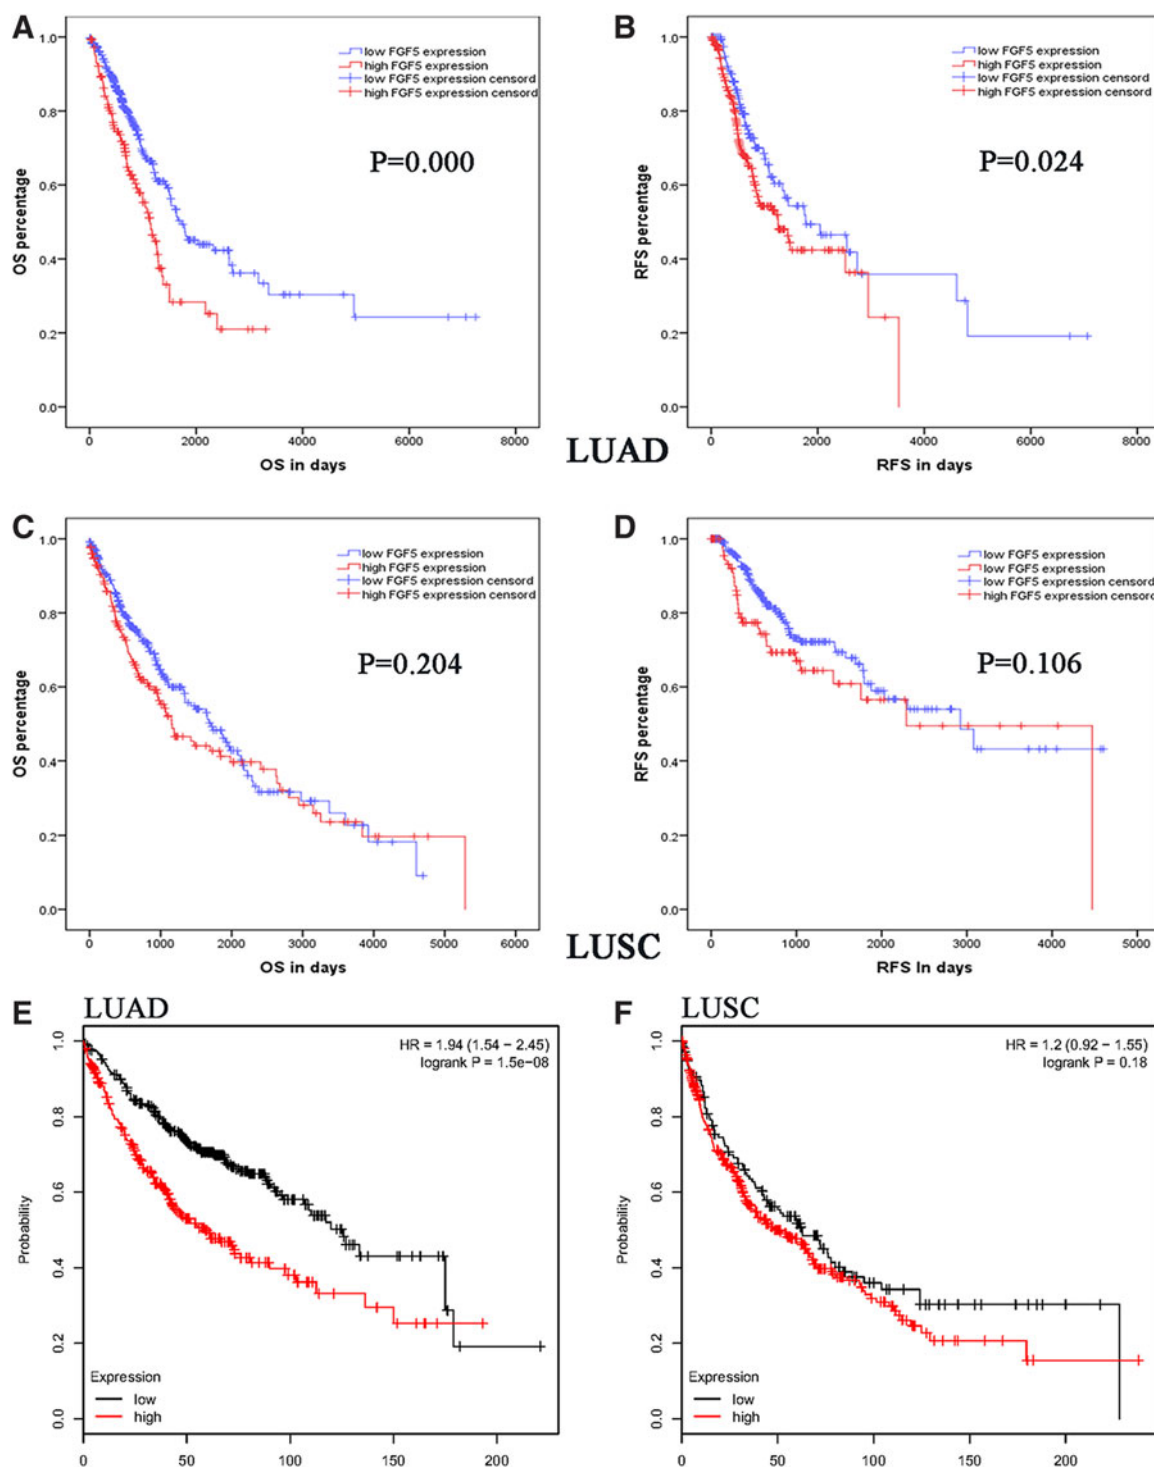 A
low FGF5 expression
high FGF5 expression
low FGF5 expression censord
high FGF5 expression censord
P=0.000
OS percentage
1.0
0.8
0.6
0.4
0.2
0.0
0 2000 4000 6000 8000
OS in days
B
low FGF5 expression
high FGF5 expression
low FGF5 expression censord
high FGF5 expression censord
P=0.024
RFS percentage
1.0
0.8
0.6
0.4
0.2
0.0
0 2000 4000 6000 8000
RFS in days
LUAD
C
low FGF5 expression
high FGF5 expression
low FGF5 expression censord
high FGF5 expression censord
P=0.204
OS percentage
1.0
0.8
0.6
0.4
0.2
0.0
0 1000 2000 3000 4000 5000 6000
OS in days
D
low FGF5 expression
low FGF5 expression
low FGF5 expression censord
high FGF5 expression censord
P=0.106
RFS percentage
1.0
0.8
0.6
0.4
0.2
0.0
0 1000 2000 3000 4000 5000
RFS In days
LUSC
E LUAD
HR = 1.94 (1.54 − 2.45)
logrank P = 1.5e−08
Probability
1.0
0.8
0.6
0.4
0.2
0.0
Expression
low
high
0 50 100 150 200
F LUSC
HR = 1.2 (0.92 − 1.55)
logrank P = 0.18
Probability
1.0
0.8
0.6
0.4
0.2
0.0
Expression
low
high
0 50 100 150 200